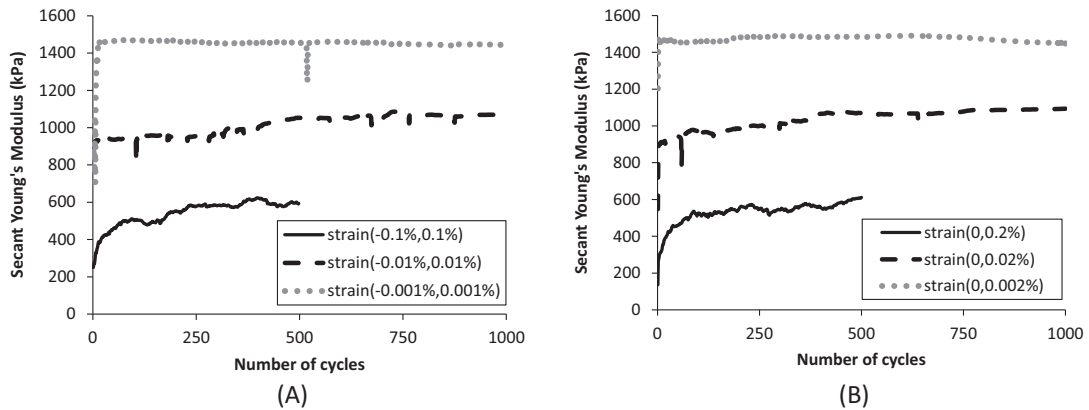 1600
1400
1200
1000
800
600
400
200
0
Secant Young's Modulus (kPa)
strain(-0.1%,0.1%)
strain(-0.01%,0.01%)
strain(-0.001%,0.001%)
0 250 500 750 1000
Number of cycles
(A)
1600
1400
1200
1000
800
600
400
200
0
Secant Young's Modulus (kPa)
strain(0,0.2%)
strain(0,0.02%)
strain(0,0.002%)
0 250 500 750 1000
Number of cycles
(B)